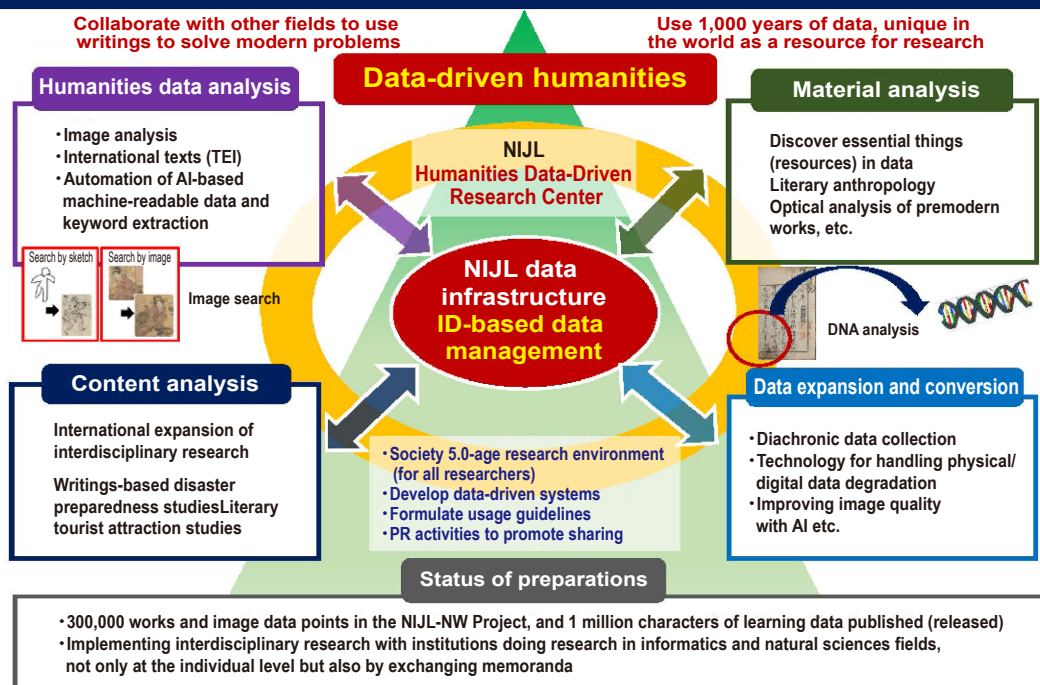 Collaborate with other fields to use
writings to solve modern problems
Use 1,000 years of data, unique in
the world as a resource for research
Data-driven humanities
Humanities data analysis
・Image analysis
・International texts (TEI)
・Automation of AI-based
machine-readable data and
keyword extraction
Search by sketch
Search by image
Image search
NIJL
Humanities Data-Driven
Research Center
Material analysis
Discover essential things
(resources) in data
Literary anthropology
Optical analysis of premodern
works, etc.
DNA analysis
NIJL data
infrastructure
ID-based data
management
Content analysis
International expansion of
interdisciplinary research
Writings-based disaster
preparedness studiesLiterary
tourist attraction studies
・Society 5.0-age research environment
(for all researchers)
・Develop data-driven systems
・Formulate usage guidelines
・PR activities to promote sharing
Data expansion and conversion
・Diachronic data collection
・Technology for handling physical/
digital data degradation
・Improving image quality
with AI etc.
Status of preparations
・300,000 works and image data points in the NIJL-NW Project, and 1 million characters of learning data published (released)
・Implementing interdisciplinary research with institutions doing research in informatics and natural sciences fields,
not only at the individual level but also by exchanging memoranda